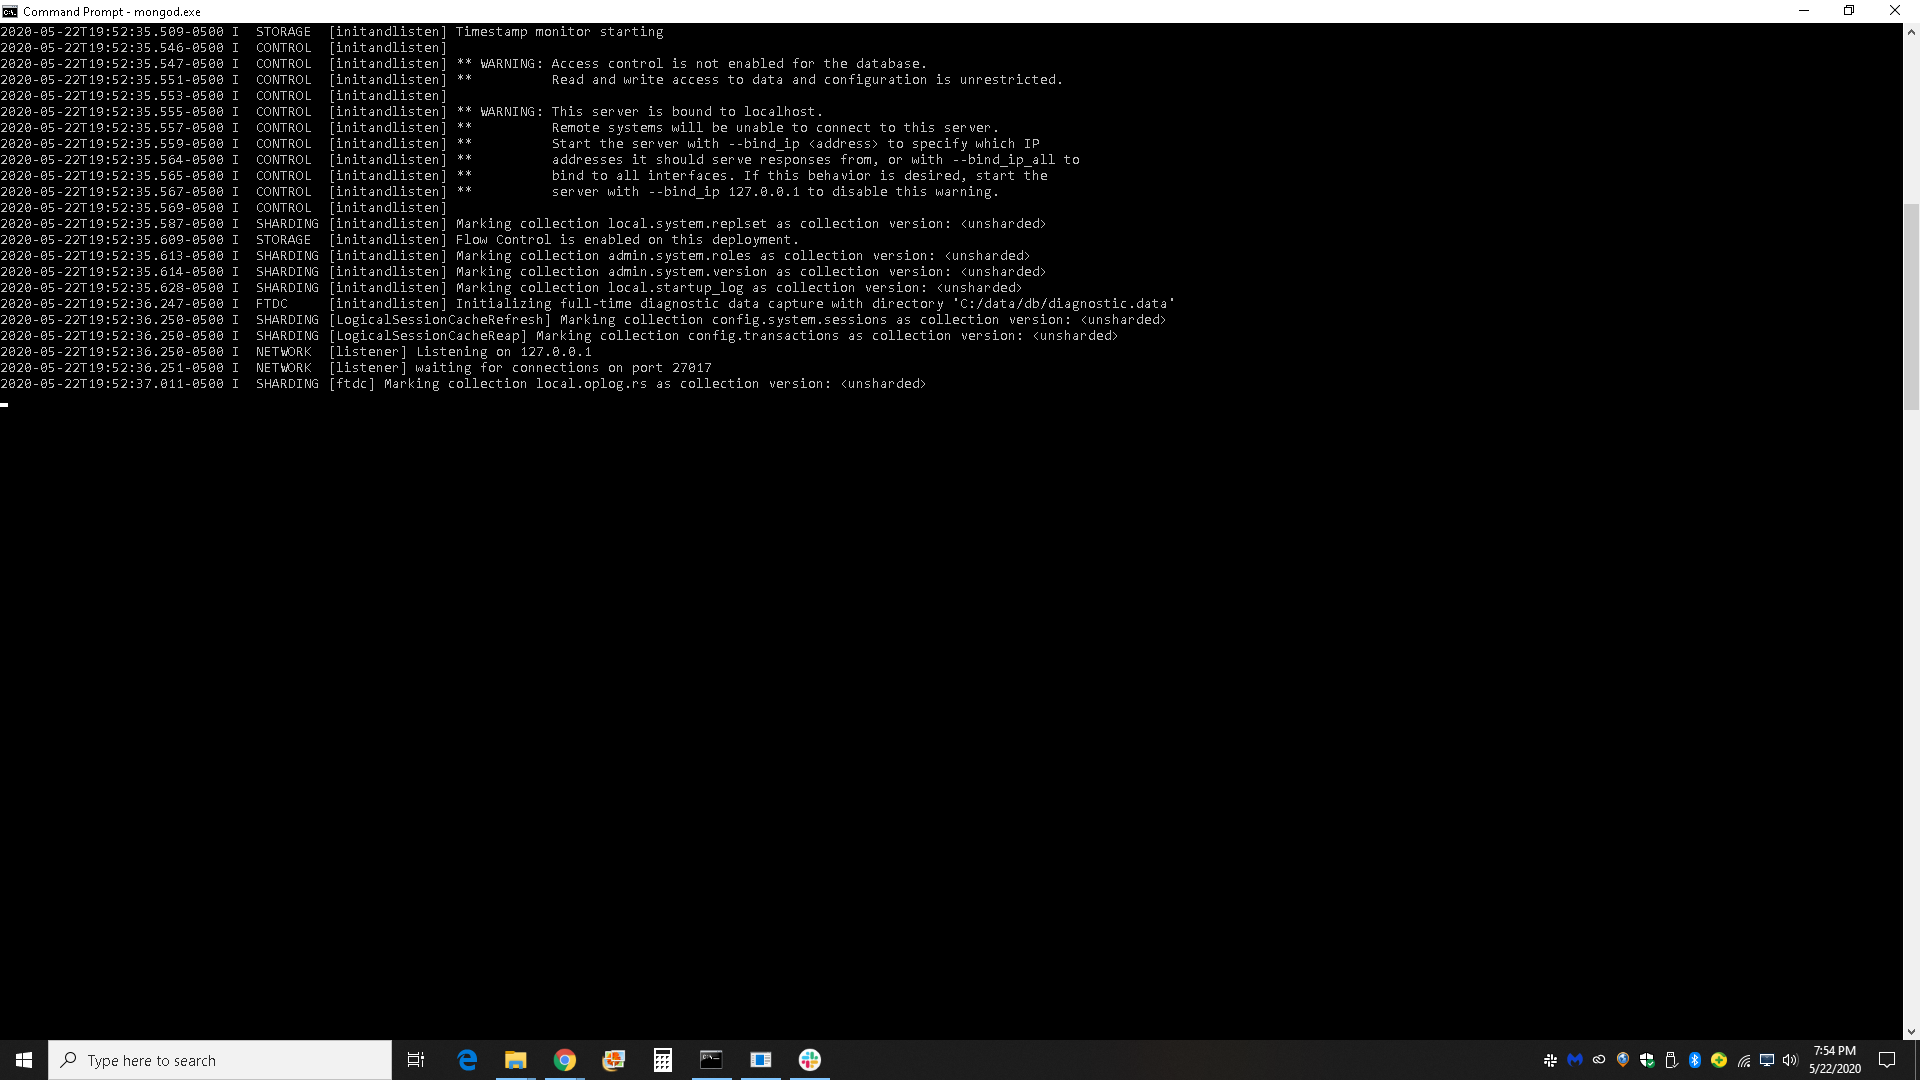 Command Prompt - mongod.exe
2020-05-22T19:52:35.509-0500 I  STORAGE  [initandlisten] Timestamp monitor starting
2020-05-22T19:52:35.546-0500 I  CONTROL  [initandlisten]
2020-05-22T19:52:35.547-0500 I  CONTROL  [initandlisten] ** WARNING: Access control is not enabled for the database.
2020-05-22T19:52:35.551-0500 I  CONTROL  [initandlisten] **          Read and write access to data and configuration is unrestricted.
2020-05-22T19:52:35.553-0500 I  CONTROL  [initandlisten]
2020-05-22T19:52:35.555-0500 I  CONTROL  [initandlisten] ** WARNING: This server is bound to localhost.
2020-05-22T19:52:35.557-0500 I  CONTROL  [initandlisten] **          Remote systems will be unable to connect to this server.
2020-05-22T19:52:35.559-0500 I  CONTROL  [initandlisten] **          Start the server with --bind_ip <address> to specify which IP
2020-05-22T19:52:35.564-0500 I  CONTROL  [initandlisten] **          addresses it should serve responses from, or with --bind_ip_all to
2020-05-22T19:52:35.565-0500 I  CONTROL  [initandlisten] **          bind to all interfaces. If this behavior is desired, start the
2020-05-22T19:52:35.567-0500 I  CONTROL  [initandlisten] **          server with --bind_ip 127.0.0.1 to disable this warning.
2020-05-22T19:52:35.569-0500 I  CONTROL  [initandlisten]
2020-05-22T19:52:35.587-0500 I  SHARDING [initandlisten] Marking collection local.system.replset as collection version: <unsharded>
2020-05-22T19:52:35.609-0500 I  STORAGE  [initandlisten] Flow Control is enabled on this deployment.
2020-05-22T19:52:35.613-0500 I  SHARDING [initandlisten] Marking collection admin.system.roles as collection version: <unsharded>
2020-05-22T19:52:35.614-0500 I  SHARDING [initandlisten] Marking collection admin.system.version as collection version: <unsharded>
2020-05-22T19:52:35.628-0500 I  SHARDING [initandlisten] Marking collection local.startup_log as collection version: <unsharded>
2020-05-22T19:52:36.247-0500 I  FTDC     [initandlisten] Initializing full-time diagnostic data capture with directory 'C:/data/db/diagnostic.data'
2020-05-22T19:52:36.250-0500 I  SHARDING [LogicalSessionCacheRefresh] Marking collection config.system.sessions as collection version: <unsharded>
2020-05-22T19:52:36.250-0500 I  SHARDING [LogicalSessionCacheReap] Marking collection config.transactions as collection version: <unsharded>
2020-05-22T19:52:36.250-0500 I  NETWORK  [listener] Listening on 127.0.0.1
2020-05-22T19:52:36.251-0500 I  NETWORK  [listener] waiting for connections on port 27017
2020-05-22T19:52:37.011-0500 I  SHARDING [ftdc] Marking collection local.oplog.rs as collection version: <unsharded>
Type here to search
7:54 PM
5/22/2020